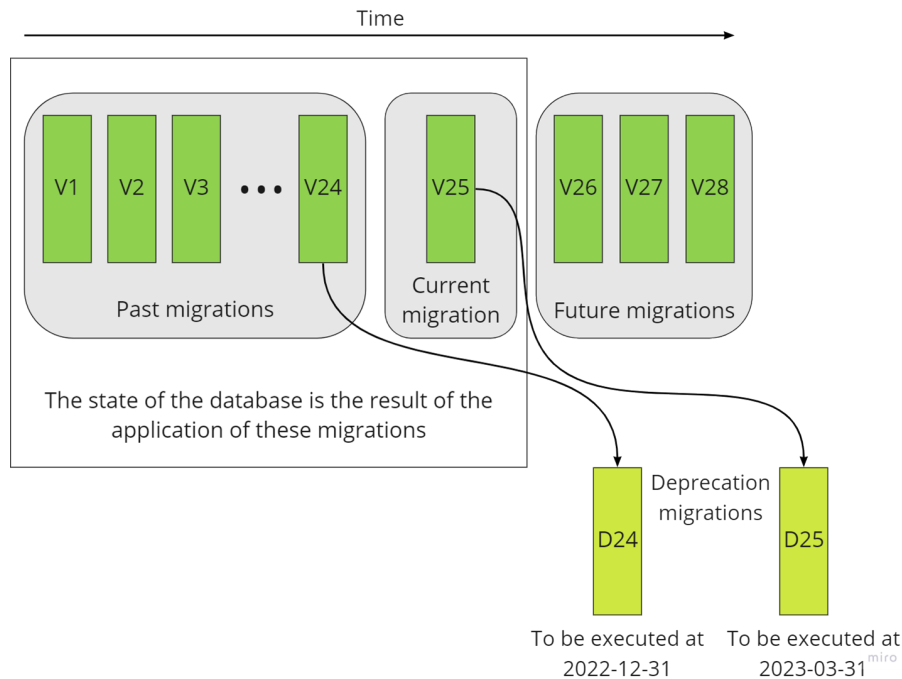 Time
V1
V2
V3
...
V24
V25
V26
V27
V28
Past migrations
Current
migration
Future migrations
The state of the database is the result of the
application of these migrations
Deprecation
migrations
D24
D25
To be executed at
2022-12-31
To be executed at
2023-03-31
miro